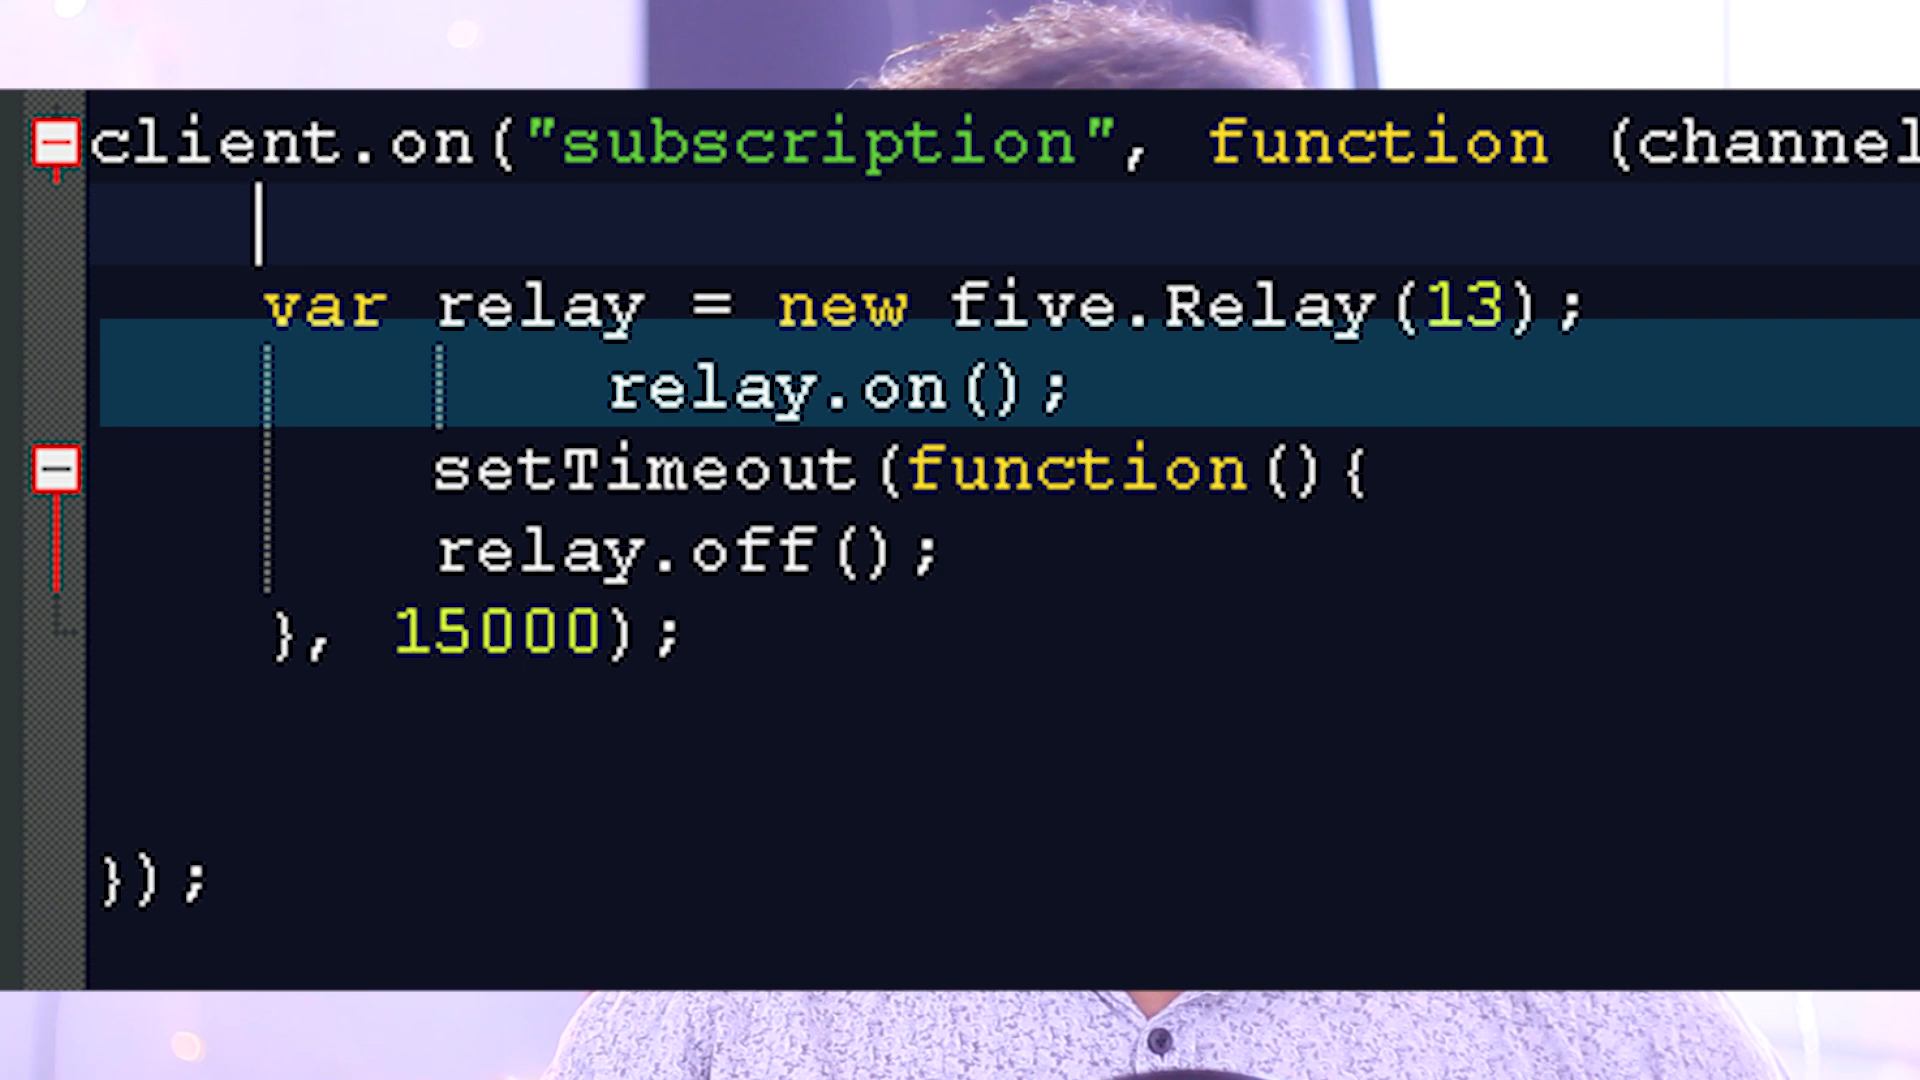 client.on("subscription", function (channel
var relay = new five.Relay(13);
relay.on();
setTimeout(function(){
relay.off();
}, 15000);
});